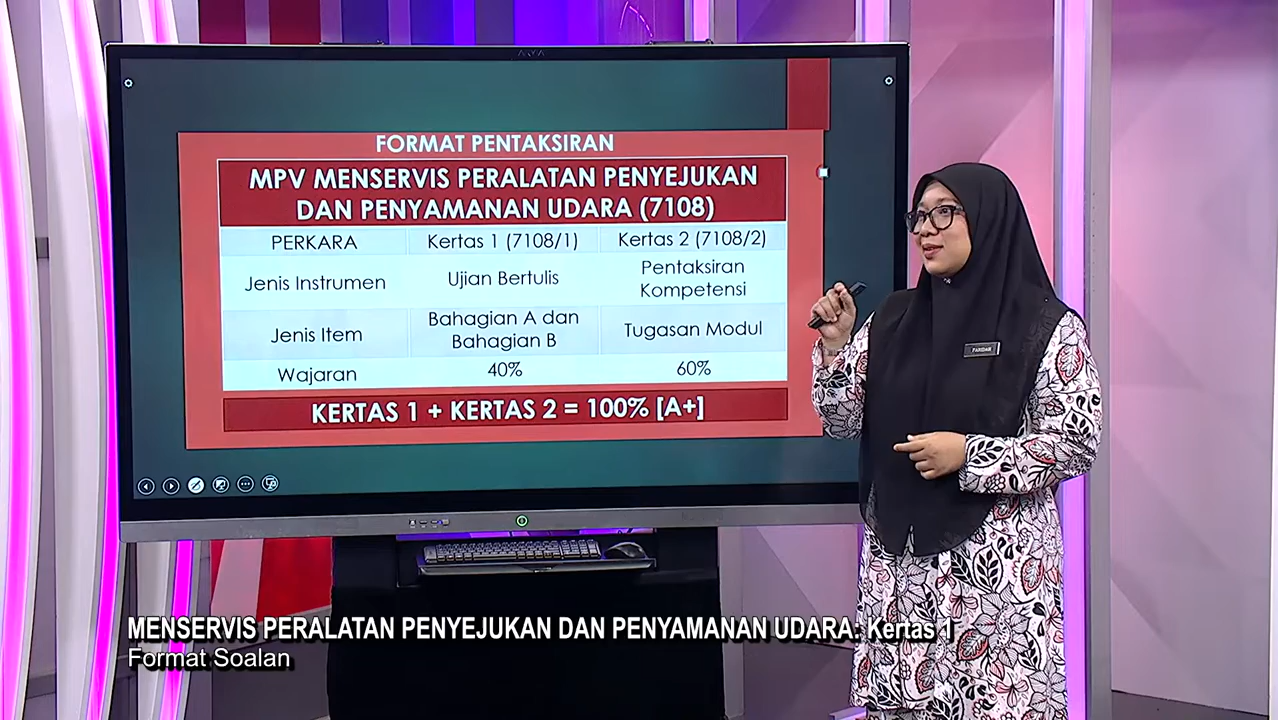 FORMAT PENTAKSIRAN
MPV MENSERVIS PERALATAN PENYEJUKAN
DAN PENYAMANAN UDARA (7108)
PERKARA Kertas 1 (7108/1) Kertas 2 (7108/2)
Jenis Instrumen Ujian Bertulis Pentaksiran Kompetensi
Jenis Item Bahagian A dan Bahagian B Tugasan Modul
Wajaran 40% 60%
KERTAS 1 + KERTAS 2 = 100% [A+]
MENSERVIS PERALATAN PENYEJUKAN DAN PENYAMANAN UDARA: Kertas 1
Format Soalan